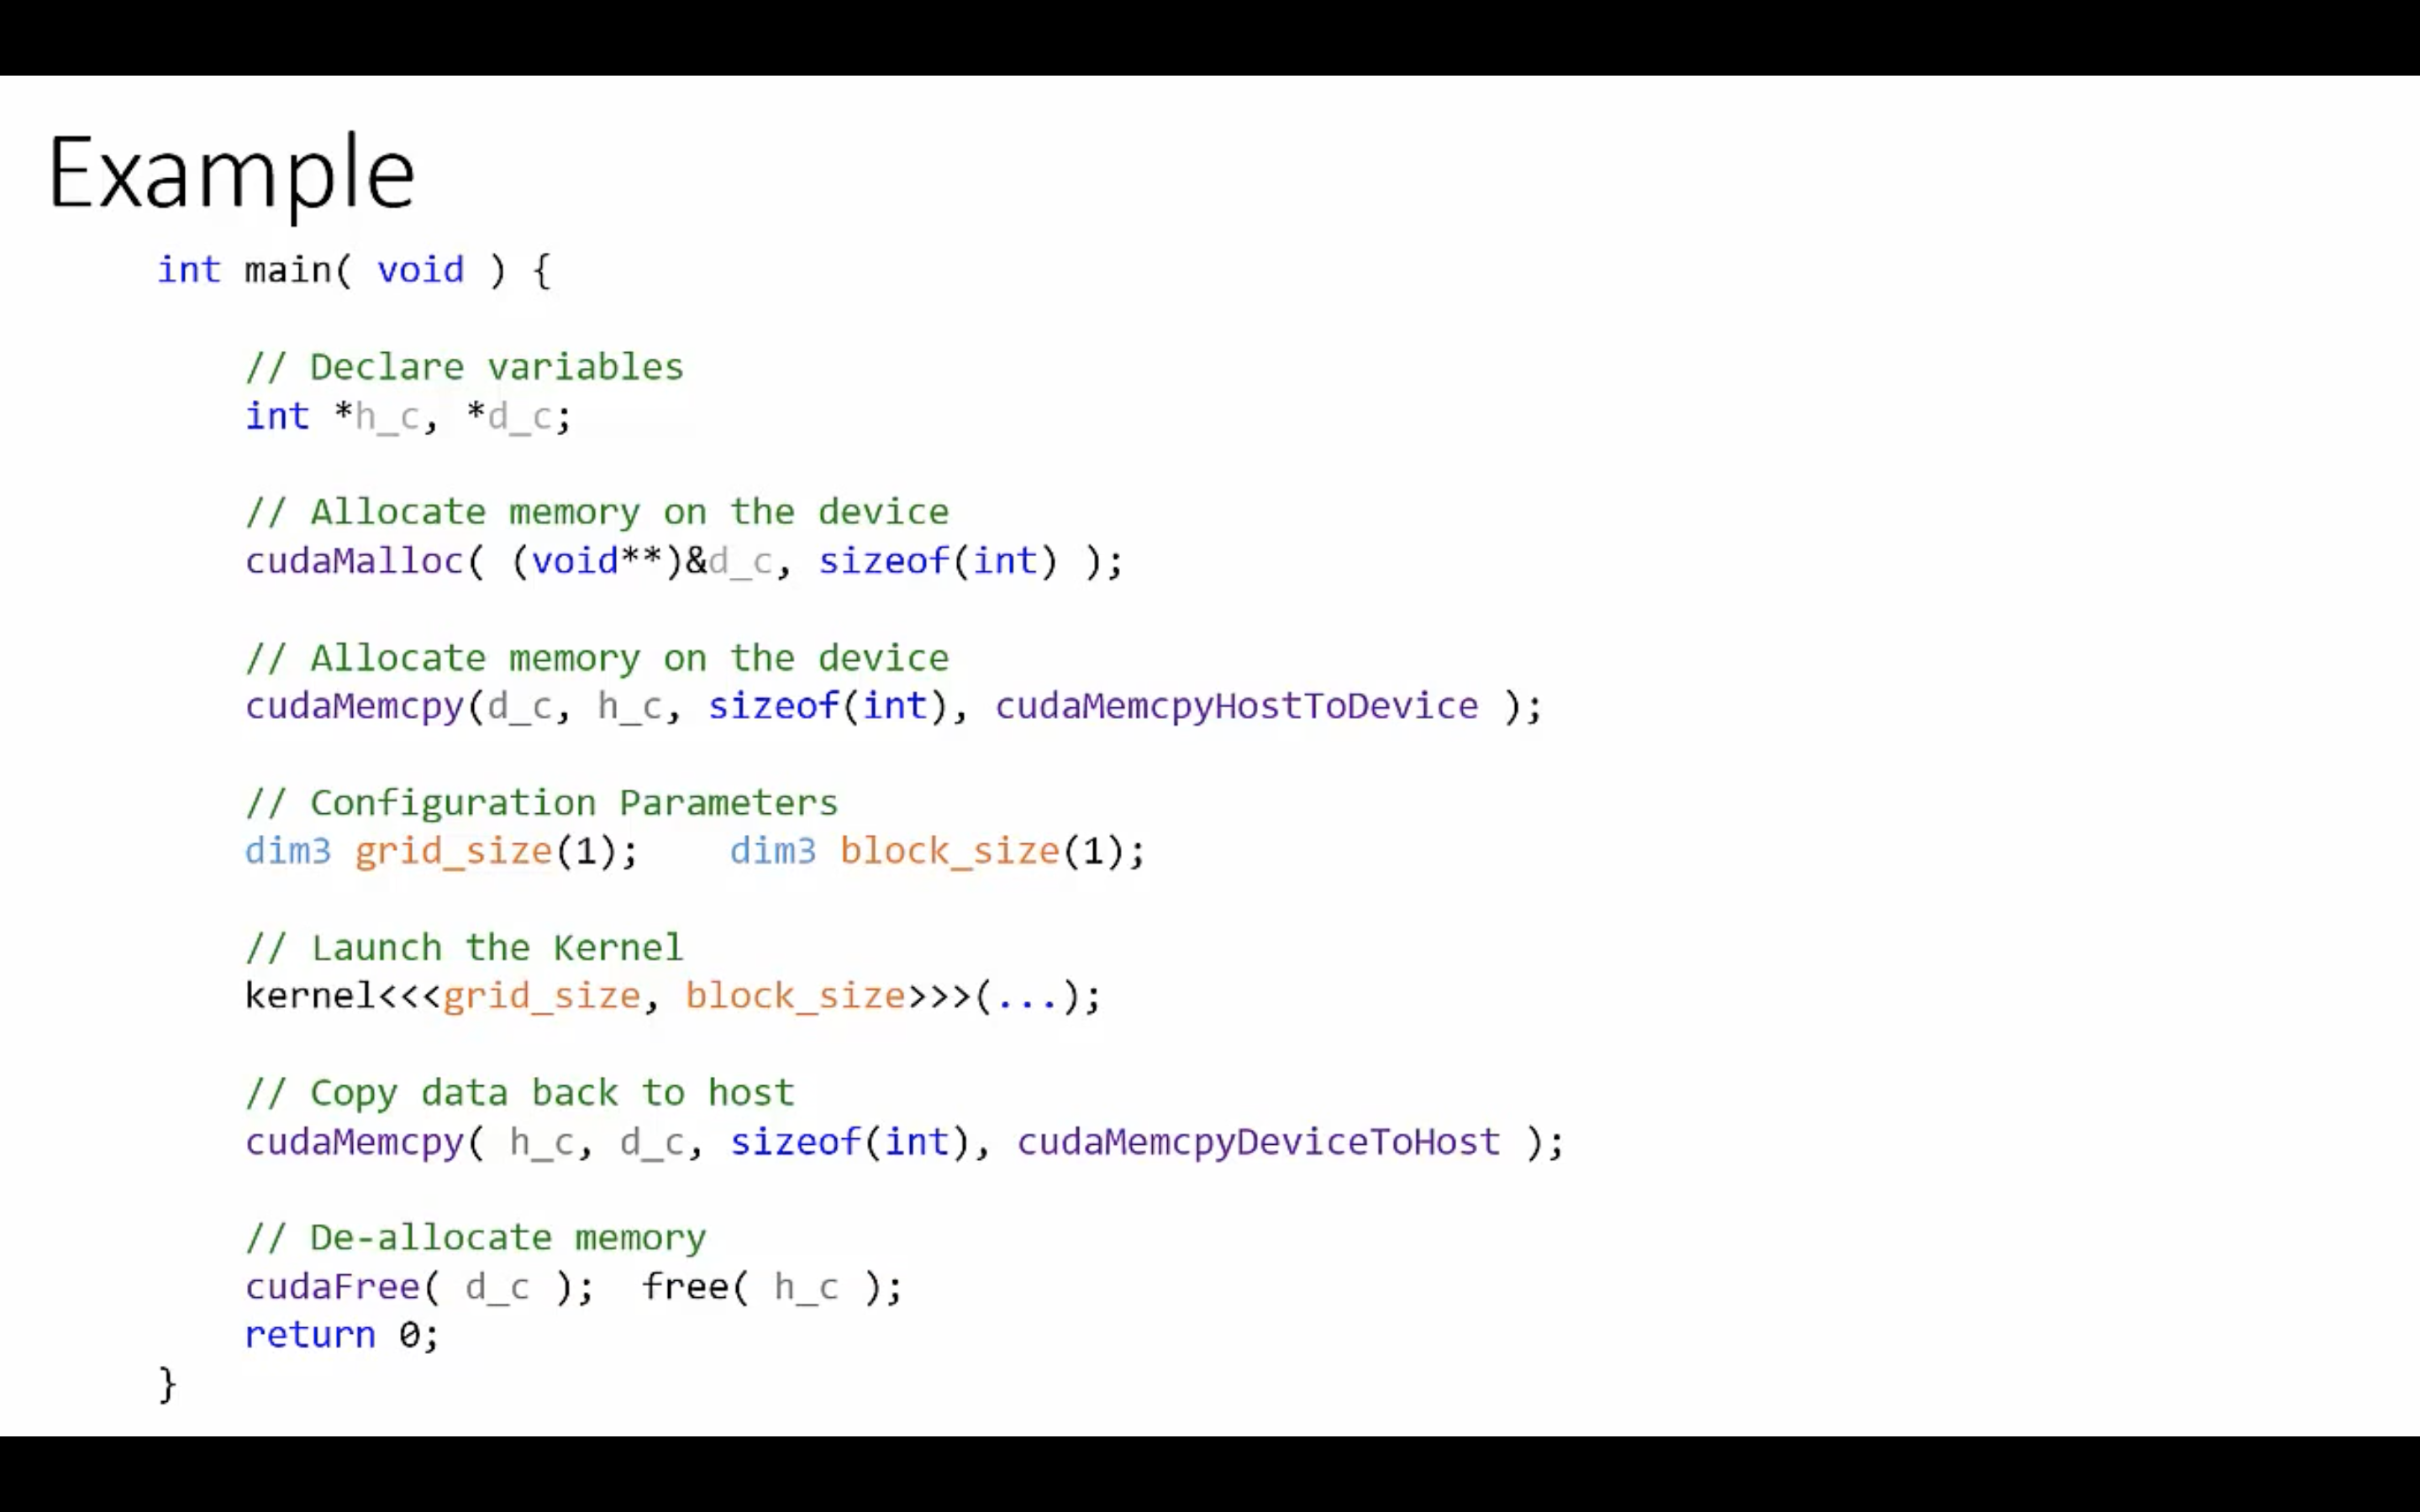 Example
int main( void ) {
// Declare variables
int *h_c, *d_c;
// Allocate memory on the device
cudaMalloc( (void**)&d_c, sizeof(int) );
// Allocate memory on the device
cudaMemcpy(d_c, h_c, sizeof(int), cudaMemcpyHostToDevice );
// Configuration Parameters
dim3 grid_size(1);    dim3 block_size(1);
// Launch the Kernel
kernel<<<grid_size, block_size>>>(...);
// Copy data back to host
cudaMemcpy( h_c, d_c, sizeof(int), cudaMemcpyDeviceToHost );
// De-allocate memory
cudaFree( d_c );  free( h_c );
return 0;
}